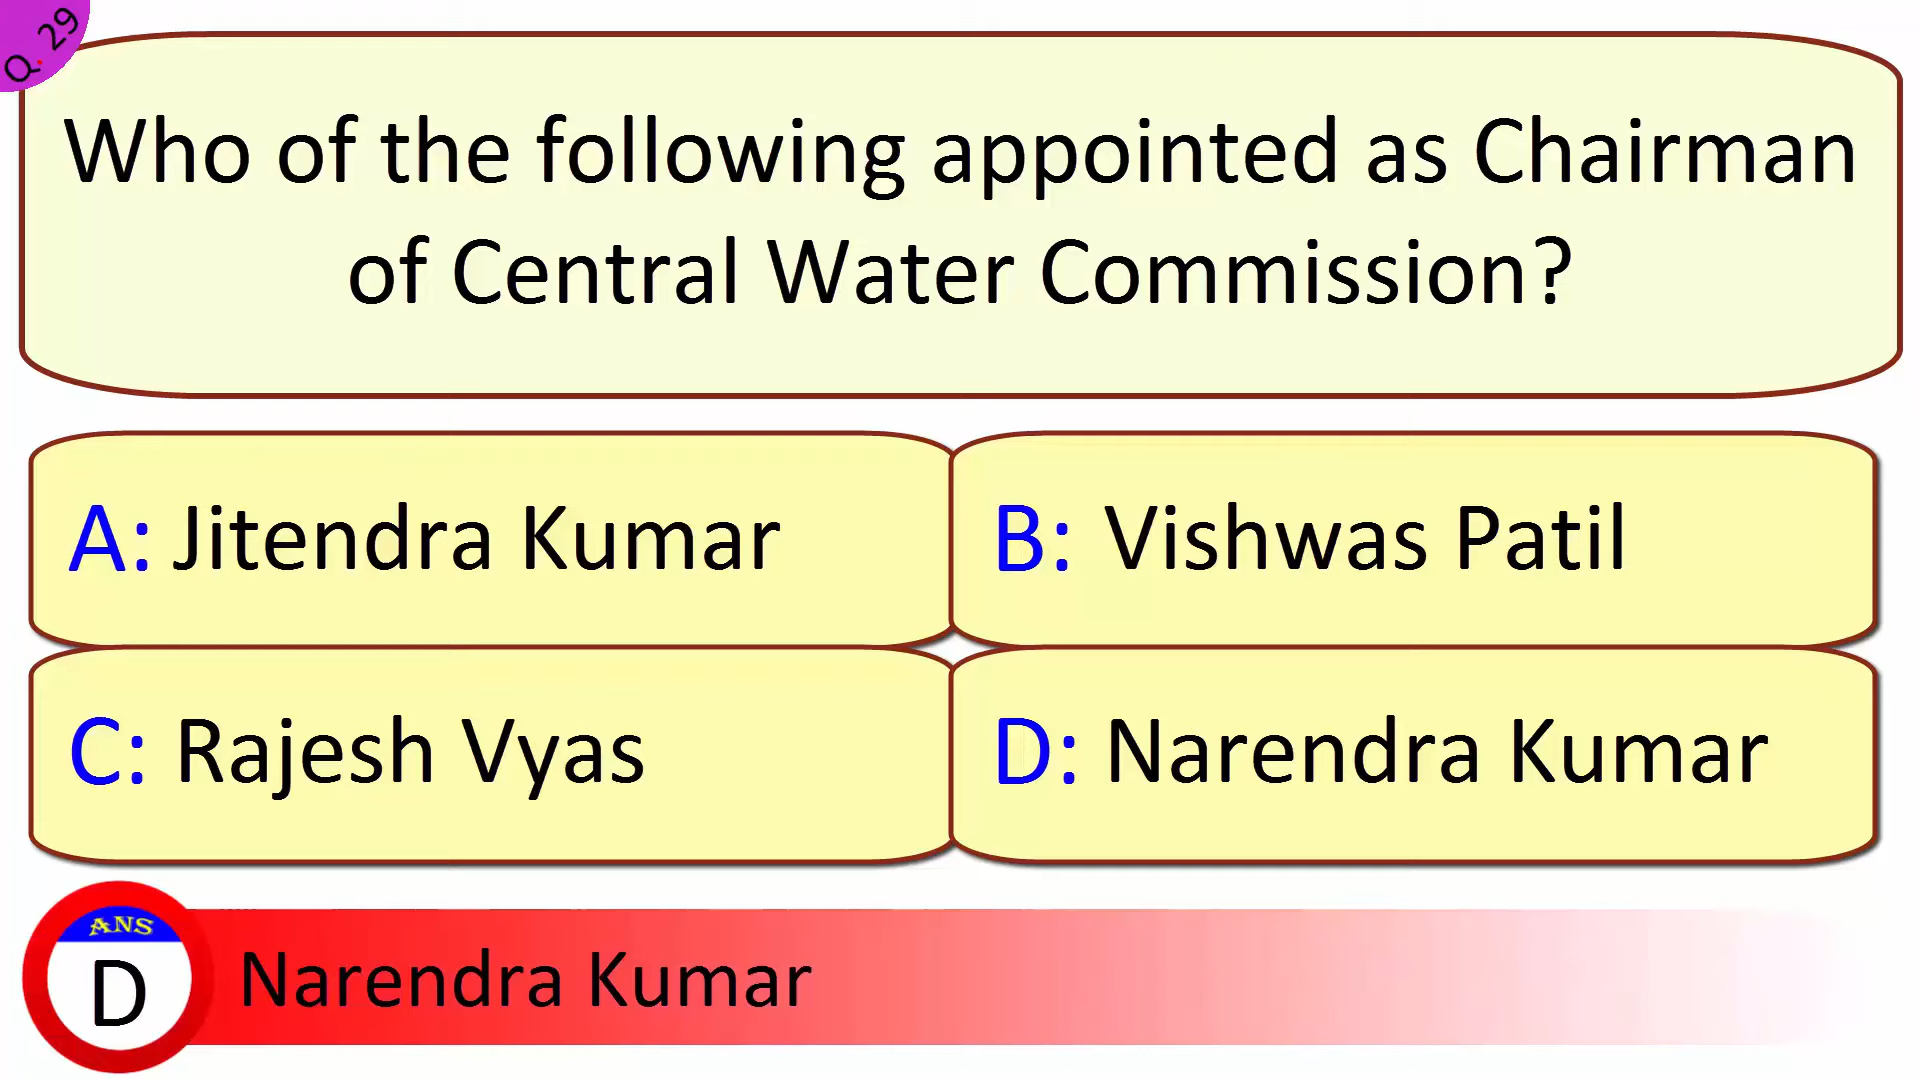 Q. 29
Who of the following appointed as Chairman
of Central Water Commission?
A: Jitendra Kumar
B: Vishwas Patil
C: Rajesh Vyas
D: Narendra Kumar
ANS
D
Narendra Kumar